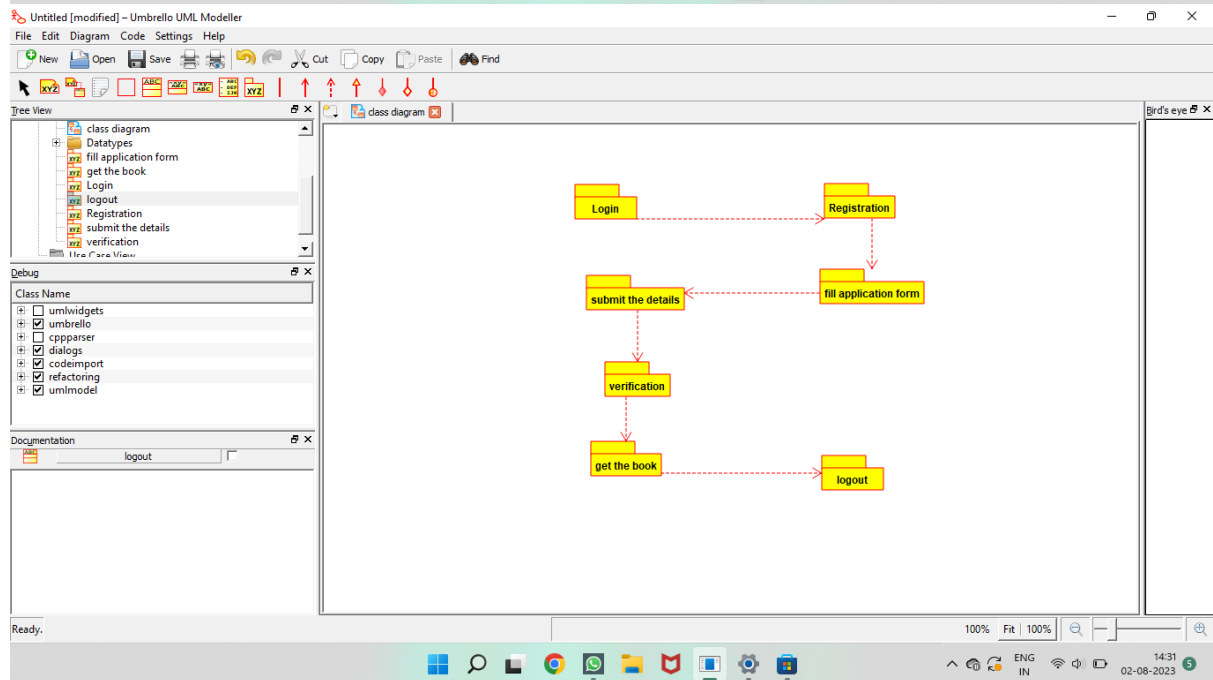 Untitled [modified] – Umbrello UML Modeller
File Edit Diagram Code Settings Help
New Open Save Cut Copy Paste Find
Tree View
class diagram
Datatypes
fill application form
get the book
Login
logout
Registration
submit the details
verification
Use Case View
Debug
Class Name
umlwidgets
umbrello
cppparser
dialogs
codeimport
refactoring
umlmodel
Documentation
logout
class diagram
Login
Registration
submit the details
fill application form
verification
get the book
logout
Bird's eye
Ready.
100% Fit 100%
ENG
IN
14:31
02-08-2023
5